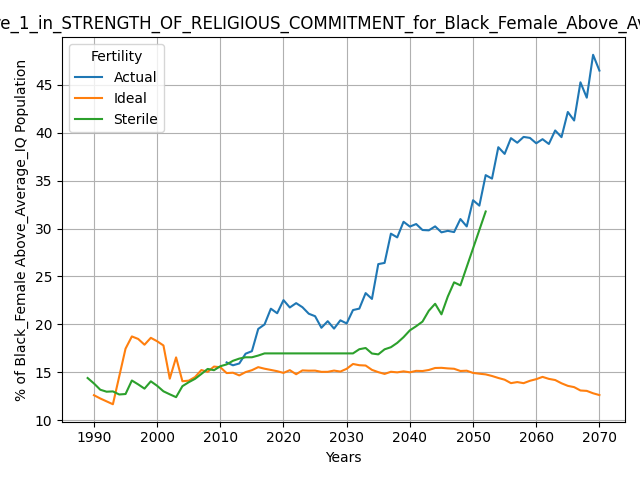 re_1_in_STRENGTH_OF_RELIGIOUS_COMMITMENT_for_Black_Female_Above_Av
% of Black_Female Above_Average_IQ Population
Fertility
Actual
Ideal
Sterile
45
40
35
30
25
20
15
10
1990
2000
2010
2020
2030
2040
2050
2060
2070
Years